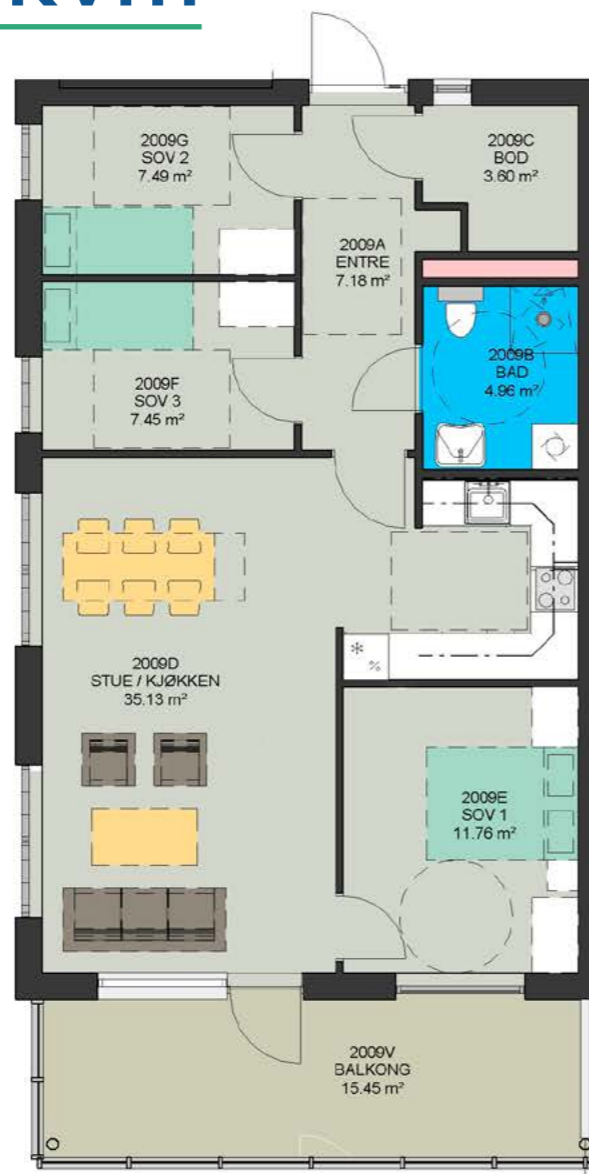 2009G
SOV 2
7.49 m²
2009C
BOD
3.60 m²
2009A
ENTRE
7.18 m²
2009B
BAD
4.96 m²
2009F
SOV 3
7.45 m²
2009D
STUE / KJØKKEN
35.13 m²
*
%
2009E
SOV 1
11.76 m²
2009V
BALKONG
15.45 m²